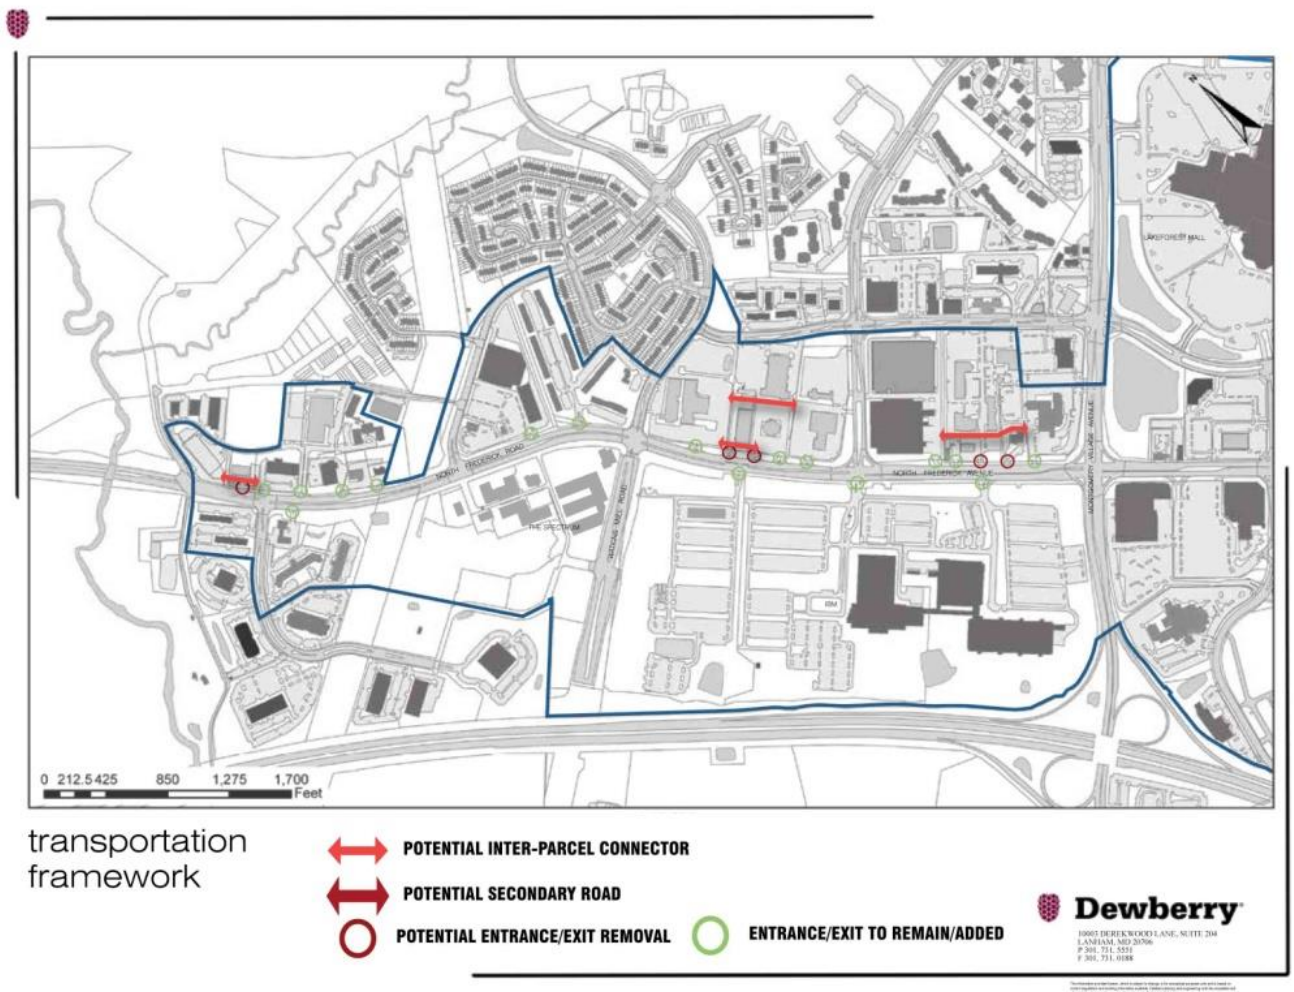 N
LAKEFOREST MALL
NORTH FREDERICK ROAD
NORTH FREDERICK AVENUE
MONTGOMERY VILLAGE AVENUE
THE SPECTRUM
WATKINS MILL ROAD
IBM
0 212.5 425 850 1,275 1,700
Feet
transportation
framework
POTENTIAL INTER-PARCEL CONNECTOR
POTENTIAL SECONDARY ROAD
POTENTIAL ENTRANCE/EXIT REMOVAL
ENTRANCE/EXIT TO REMAIN/ADDED
Dewberry
10003 DEREKWOOD LANE, SUITE 204
LANHAM, MD 20706
P 301. 731. 5551
F 301. 731. 0188